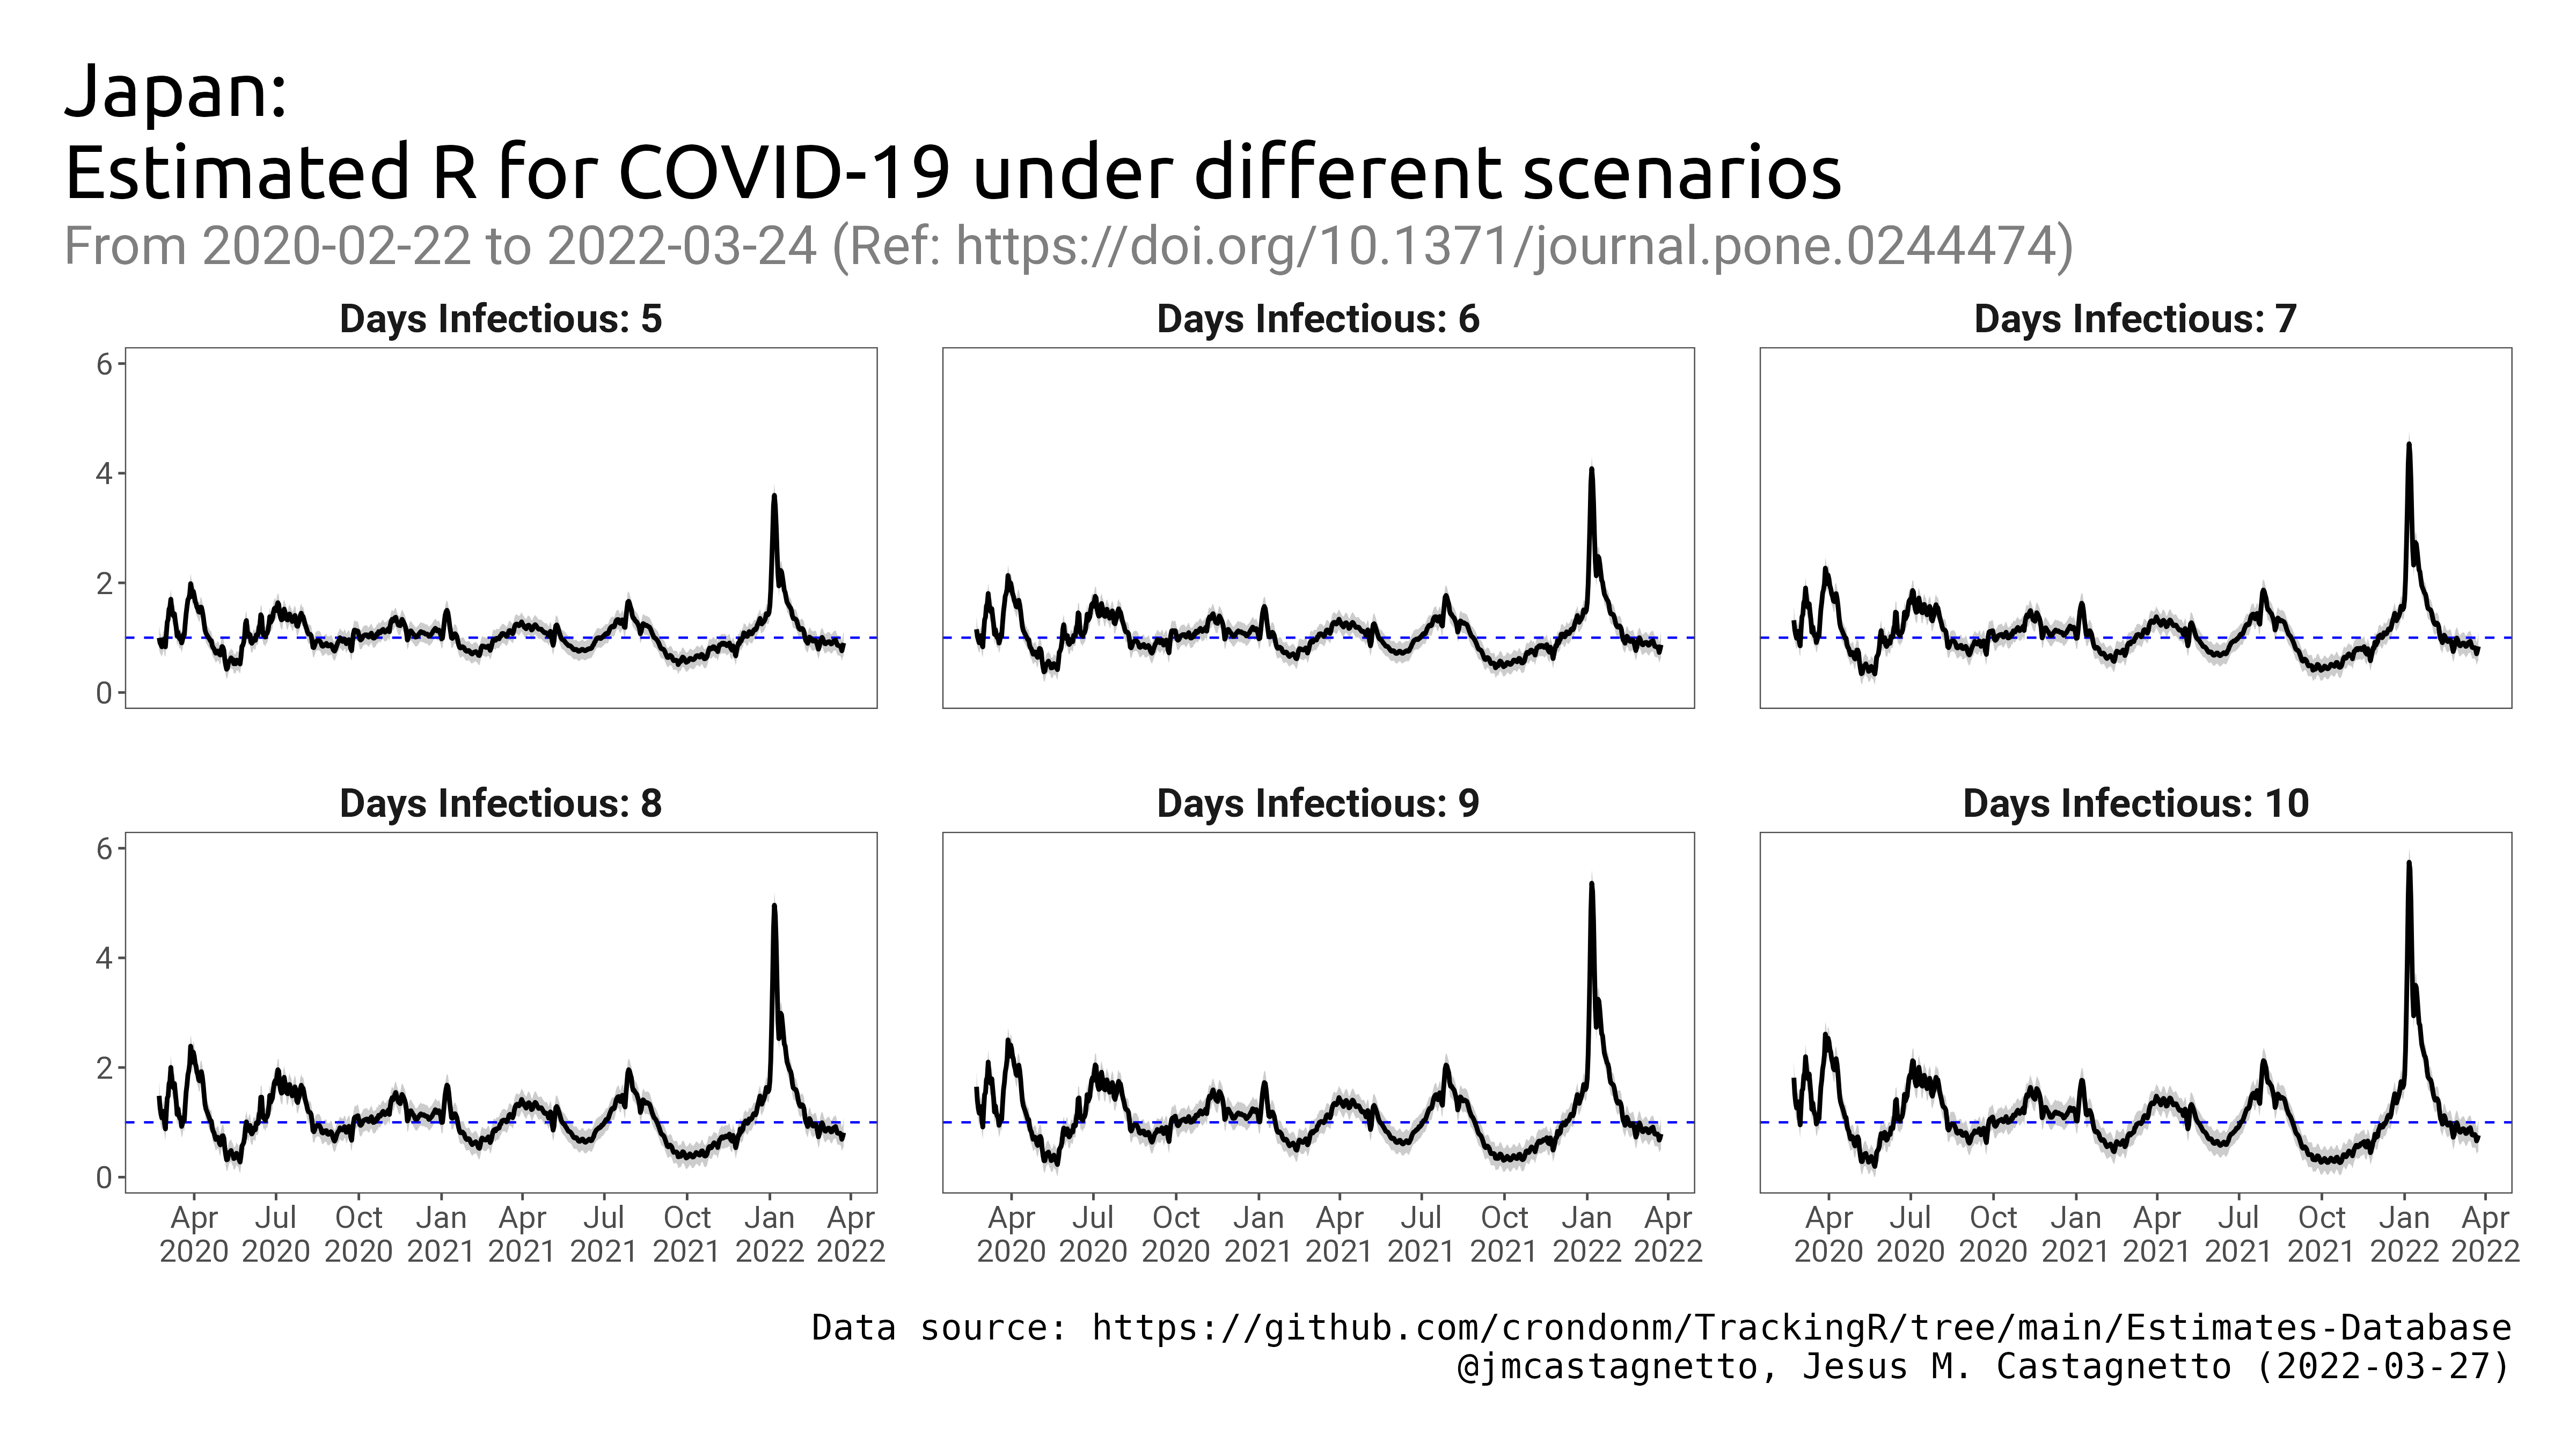 Japan:
Estimated R for COVID-19 under different scenarios
From 2020-02-22 to 2022-03-24 (Ref: https://doi.org/10.1371/journal.pone.0244474)
Days Infectious: 5
Days Infectious: 6
Days Infectious: 7
6
4
2
0
Days Infectious: 8
Days Infectious: 9
Days Infectious: 10
6
4
2
0
Apr Jul Oct Jan Apr Jul Oct Jan Apr
2020 2020 2020 2021 2021 2021 2021 2022 2022
Apr Jul Oct Jan Apr Jul Oct Jan Apr
2020 2020 2020 2021 2021 2021 2021 2022 2022
Apr Jul Oct Jan Apr Jul Oct Jan Apr
2020 2020 2020 2021 2021 2021 2021 2022 2022
Data source: https://github.com/crondonm/TrackingR/tree/main/Estimates-Database
@jmcastagnetto, Jesus M. Castagnetto (2022-03-27)